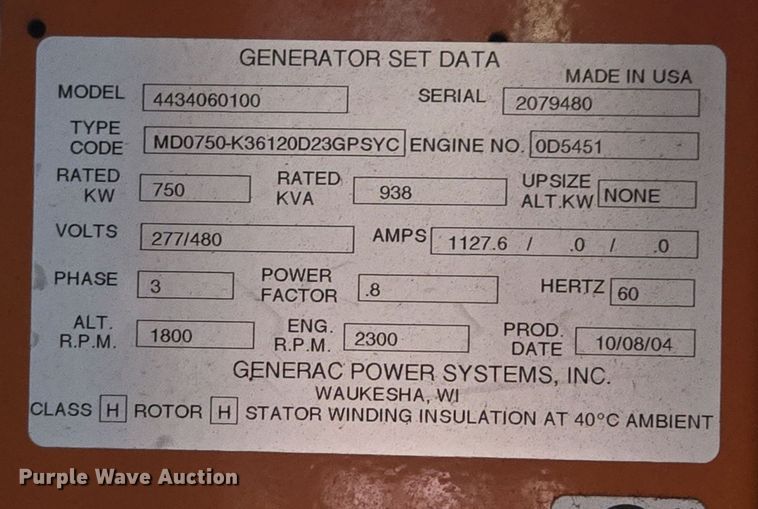 GENERATOR SET DATA
MADE IN USA
MODEL 4434060100 SERIAL 2079480
TYPE CODE MD0750-K36120D23GPSYC ENGINE NO. 0D5451
RATED KW 750 RATED KVA 938 UPSIZE ALT.KW NONE
VOLTS 277/480 AMPS 1127.6 / .0 / .0
PHASE 3 POWER FACTOR .8 HERTZ 60
ALT. R.P.M. 1800 ENG. R.P.M. 2300 PROD. DATE 10/08/04
GENERAC POWER SYSTEMS, INC.
WAUKESHA, WI
CLASS H ROTOR H STATOR WINDING INSULATION AT 40°C AMBIENT
Purple Wave Auction